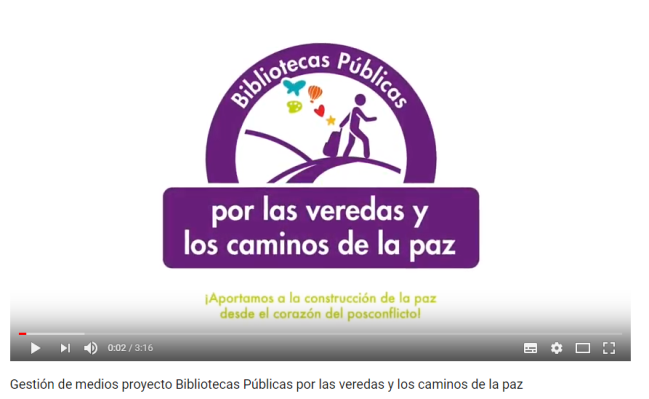 Bibliotecas Públicas
por las veredas y
los caminos de la paz
¡Aportamos a la construcción de la paz
desde el corazón del posconflicto!
0:02 / 3:16
Gestión de medios proyecto Bibliotecas Públicas por las veredas y los caminos de la paz